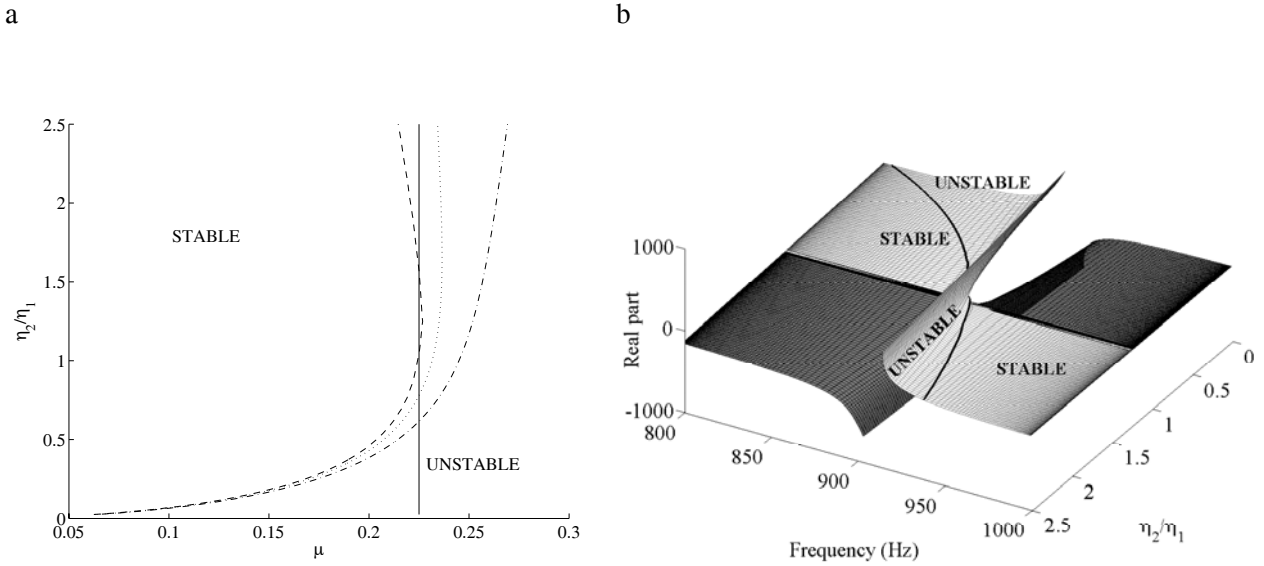 a
b
2.5
2
1.5
1
0.5
0
η2/η1
STABLE
UNSTABLE
0.05
0.1
0.15
0.2
0.25
0.3
μ
UNSTABLE
STABLE
UNSTABLE
STABLE
1000
0
-1000
Real part
800
850
900
950
1000
Frequency (Hz)
0
0.5
1
1.5
2
2.5
η2/η1